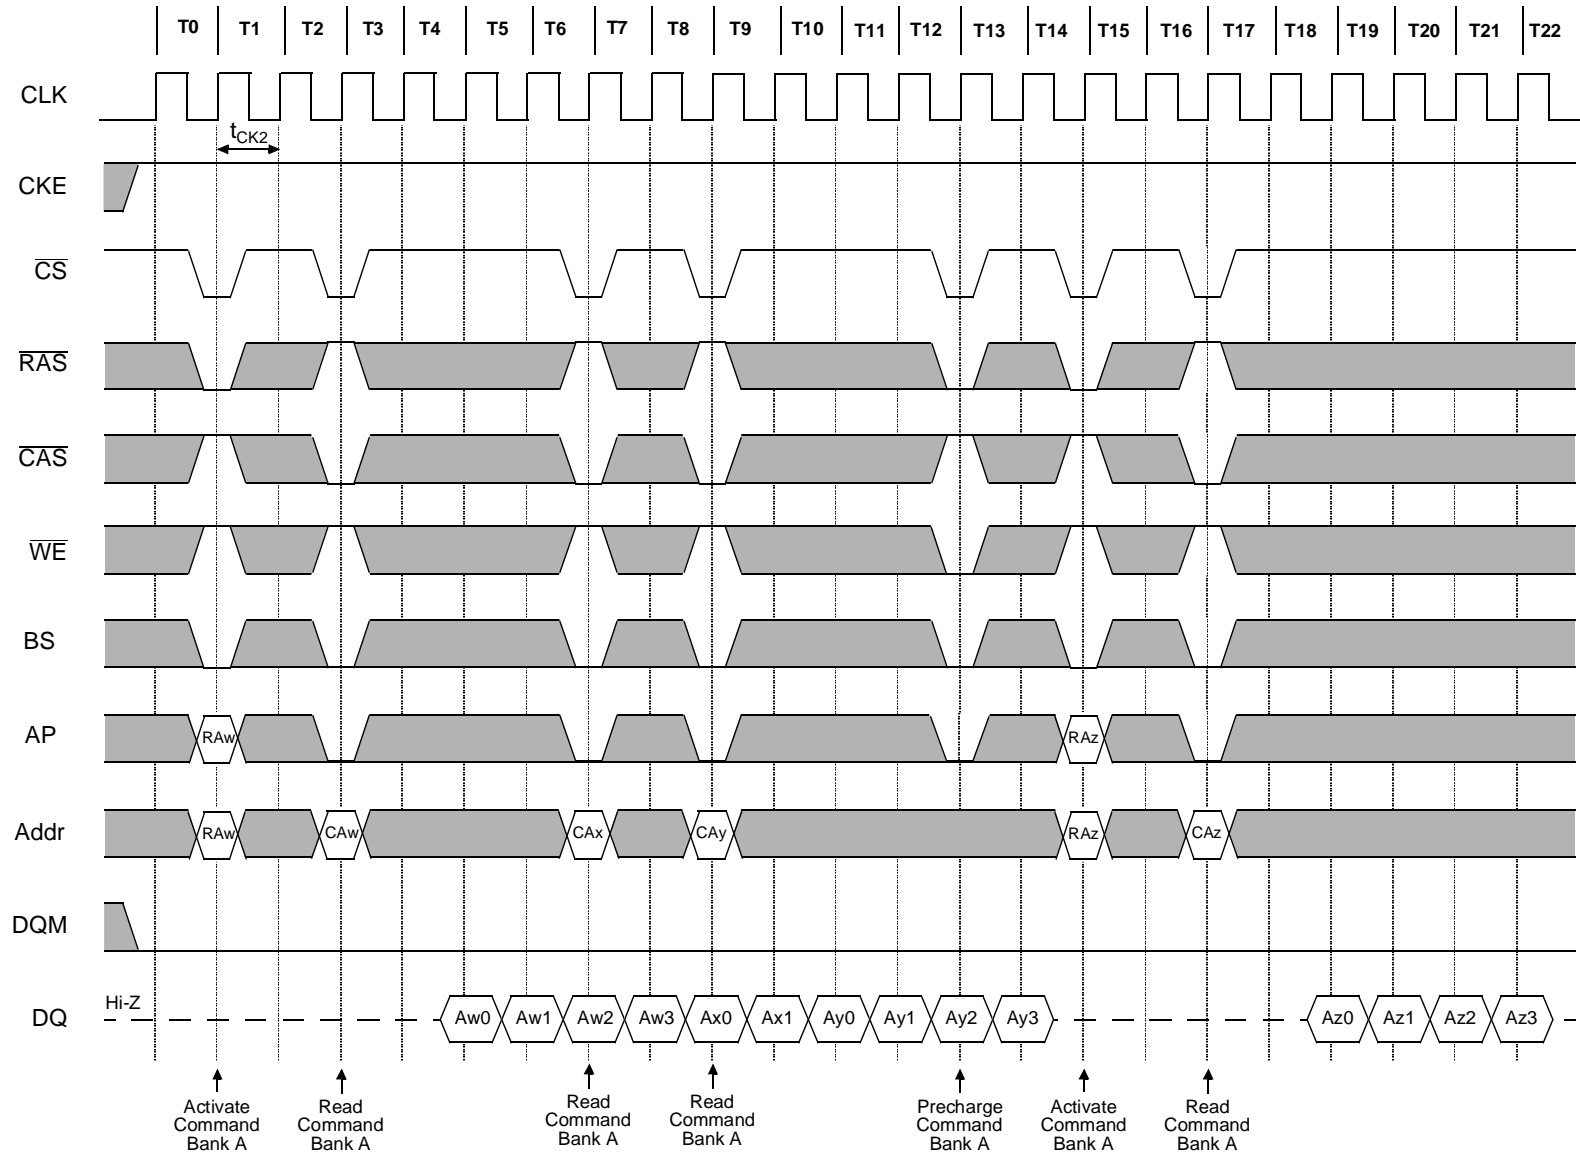 T0 T1 T2 T3 T4 T5 T6 T7 T8 T9 T10 T11 T12 T13 T14 T15 T16 T17 T18 T19 T20 T21 T22
CLK
tCK2
CKE
CS
RAS
CAS
WE
BS
AP
RAw RAz
Addr
RAw CAw CAx CAy RAz CAz
DQM
Hi-Z
DQ
Aw0 Aw1 Aw2 Aw3 Ax0 Ax1 Ay0 Ay1 Ay2 Ay3 Az0 Az1 Az2 Az3
Activate
Command
Bank A
Read
Command
Bank A
Read
Command
Bank A
Read
Command
Bank A
Precharge
Command
Bank A
Activate
Command
Bank A
Read
Command
Bank A